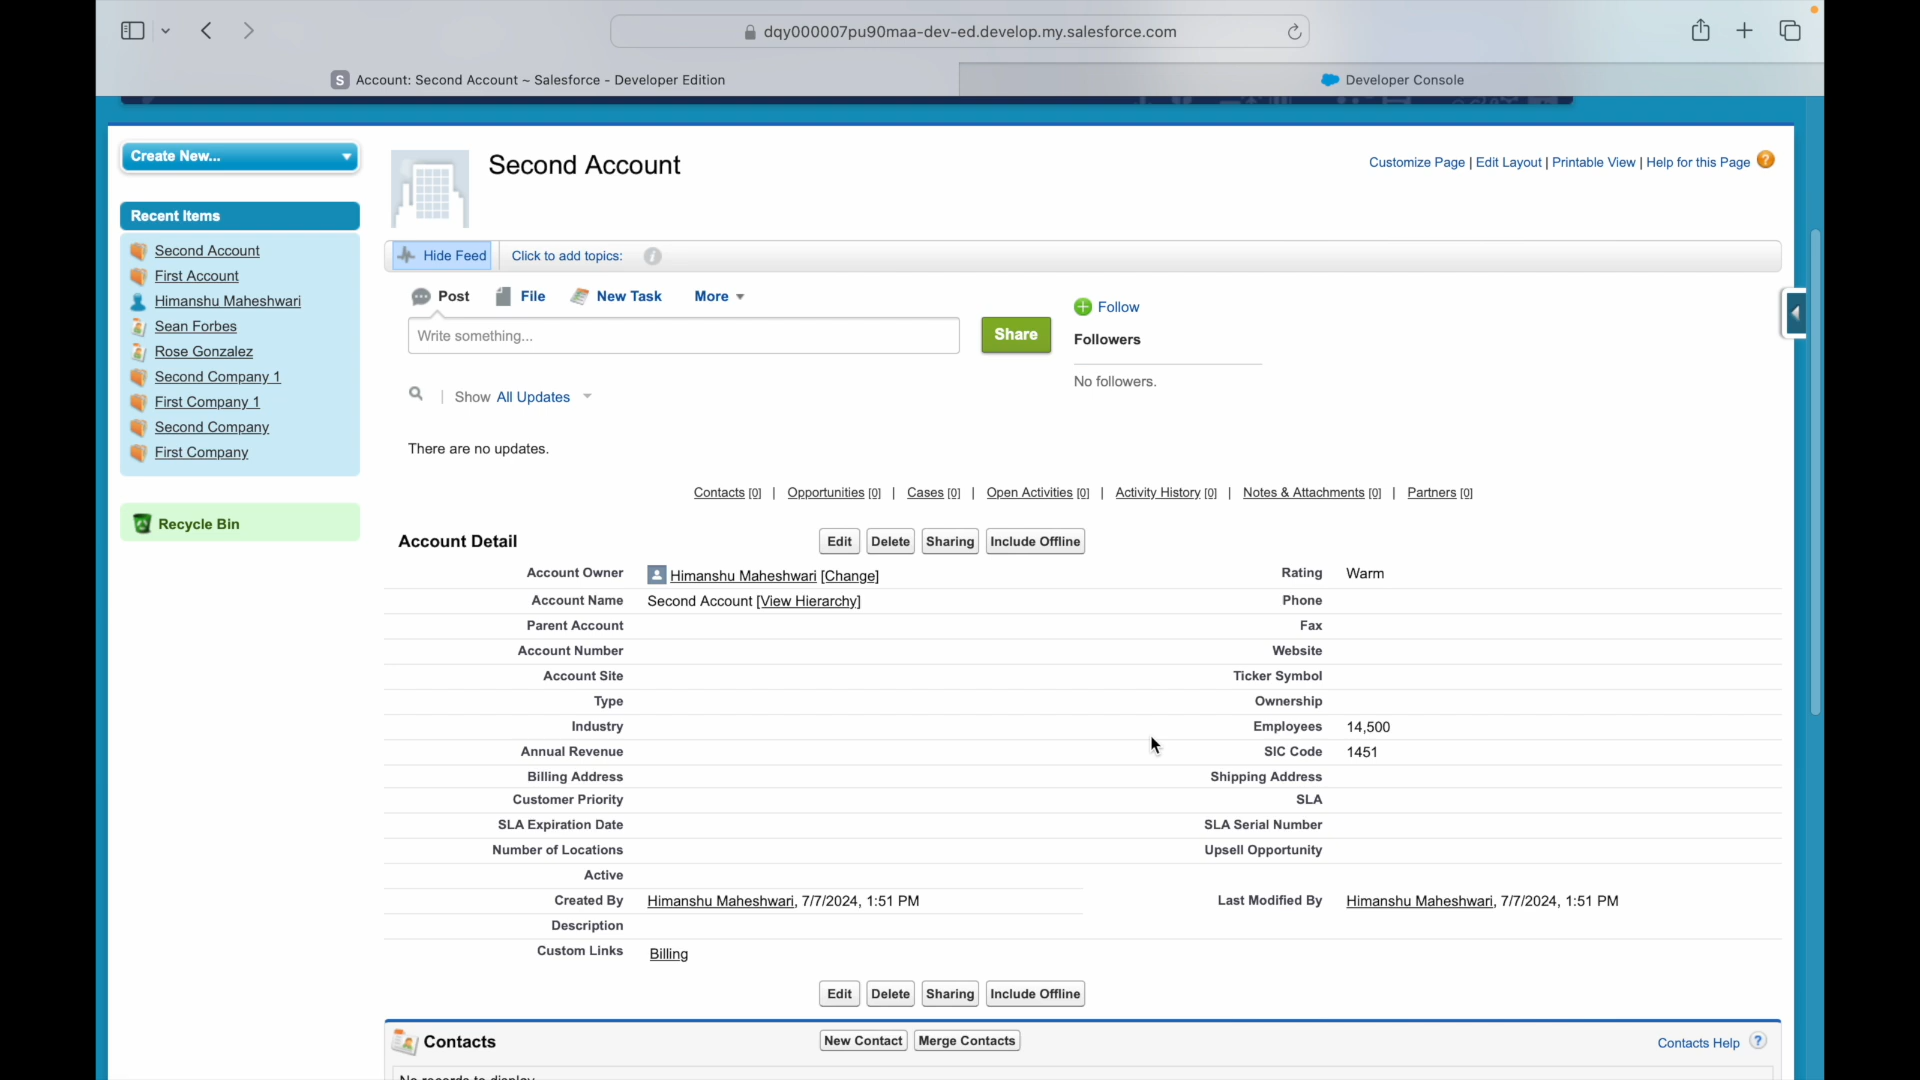 dqy000007pu90maa-dev-ed.develop.my.salesforce.com
S Account: Second Account ~ Salesforce - Developer Edition
Developer Console
Create New...
Second Account
Customize Page | Edit Layout | Printable View | Help for this Page ?
Recent Items
Second Account
First Account
Himanshu Maheshwari
Sean Forbes
Rose Gonzalez
Second Company 1
First Company 1
Second Company
First Company
Recycle Bin
Hide Feed
Click to add topics: i
Post File New Task More
Write something...
Share
Follow
Followers
No followers.
Show All Updates
There are no updates.
Contacts [0] | Opportunities [0] | Cases [0] | Open Activities [0] | Activity History [0] | Notes & Attachments [0] | Partners [0]
Account Detail Edit Delete Sharing Include Offline
Account Owner Himanshu Maheshwari [Change] Rating Warm
Account Name Second Account [View Hierarchy] Phone
Parent Account Fax
Account Number Website
Account Site Ticker Symbol
Type Ownership
Industry Employees 14,500
Annual Revenue SIC Code 1451
Billing Address Shipping Address
Customer Priority SLA
SLA Expiration Date SLA Serial Number
Number of Locations Upsell Opportunity
Active
Created By Himanshu Maheshwari, 7/7/2024, 1:51 PM Last Modified By Himanshu Maheshwari, 7/7/2024, 1:51 PM
Description
Custom Links Billing
Edit Delete Sharing Include Offline
Contacts New Contact Merge Contacts Contacts Help ?
No records to display